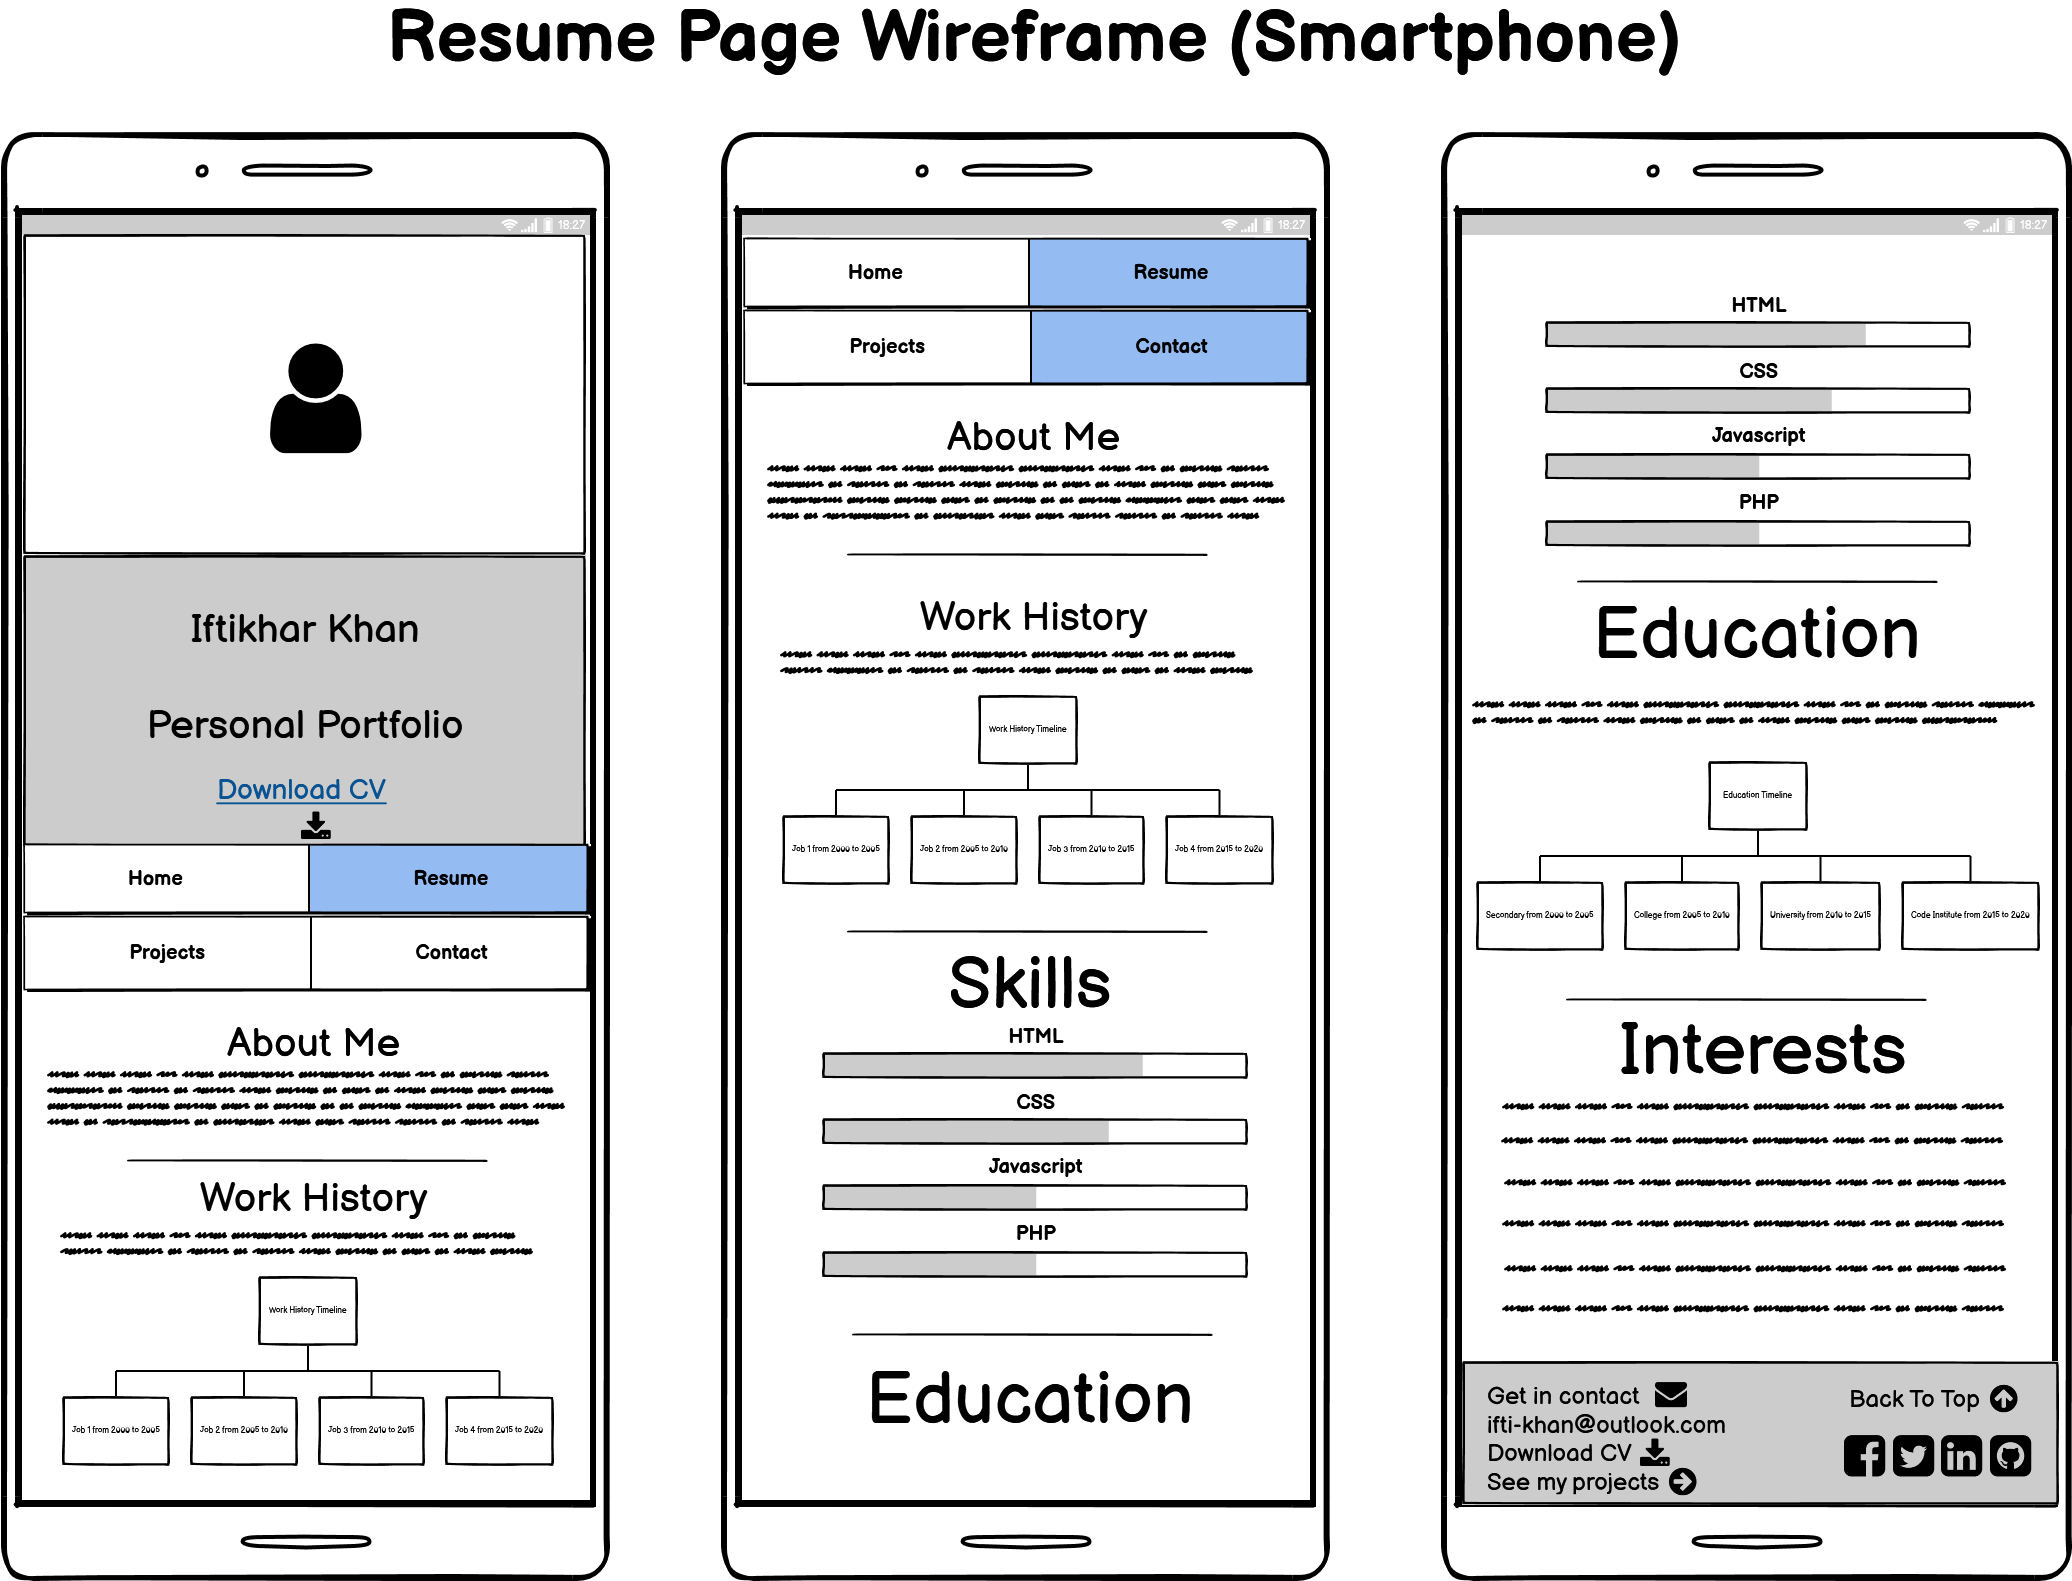 Resume Page Wireframe (Smartphone)
18:27
Iftikhar Khan
Personal Portfolio
Download CV
Home Resume
Projects Contact
About Me
Work History
Work History Timeline
Job 1 from 2000 to 2005 Job 2 from 2005 to 2010 Job 3 from 2010 to 2015 Job 4 from 2015 to 2020
18:27
Home Resume
Projects Contact
About Me
Work History
Work History Timeline
Job 1 from 2000 to 2005 Job 2 from 2005 to 2010 Job 3 from 2010 to 2015 Job 4 from 2015 to 2020
Skills
HTML
CSS
Javascript
PHP
Education
18:27
HTML
CSS
Javascript
PHP
Education
Education Timeline
Secondary from 2000 to 2005 College from 2005 to 2010 University from 2010 to 2015 Code Institute from 2015 to 2020
Interests
Get in contact
ifti-khan@outlook.com
Download CV
See my projects
Back To Top